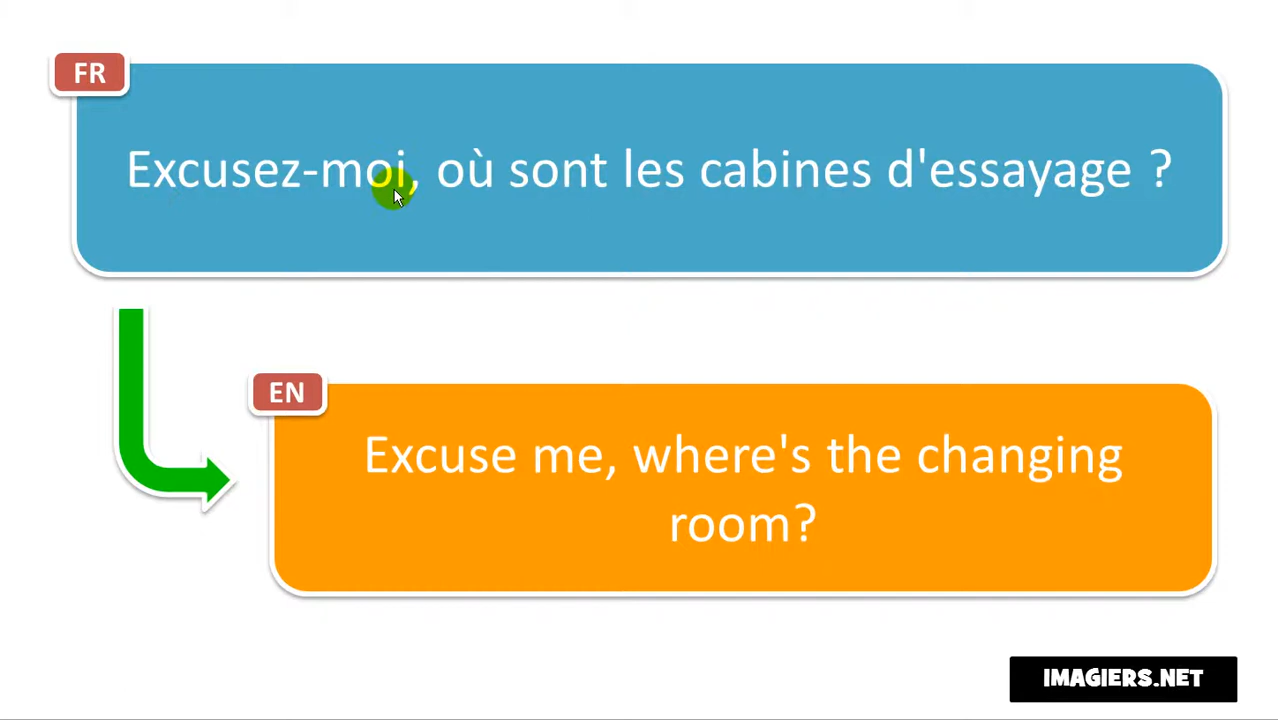 FR
Excusez-moi, où sont les cabines d'essayage ?
EN
Excuse me, where's the changing
room?
IMAGIERS.NET